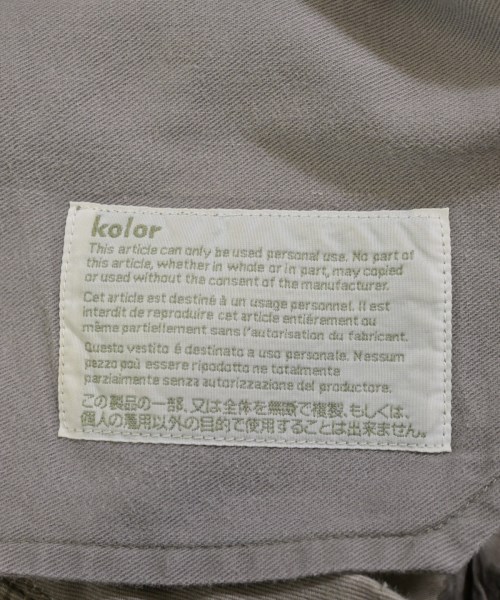 kolor
This article can only be used personal use. No part of
this article, whether in whole or in part, may copied
or used without the consent of the manufacturer.
Cet article est destiné à un usage personnel. Il est
interdit de reproduire cet article entiérement ou
même partiellement sans l'autorisation du fabricant.
Questo vestito é destinato a uso personale. Nessum
pezzo poù essere ripodotto ne totalmente
parzialmente senza autorizzazione del productore.
この製品の一部、又は全体を無断で複製、もしくは、
個人の着用以外の目的で使用することは出来ません。